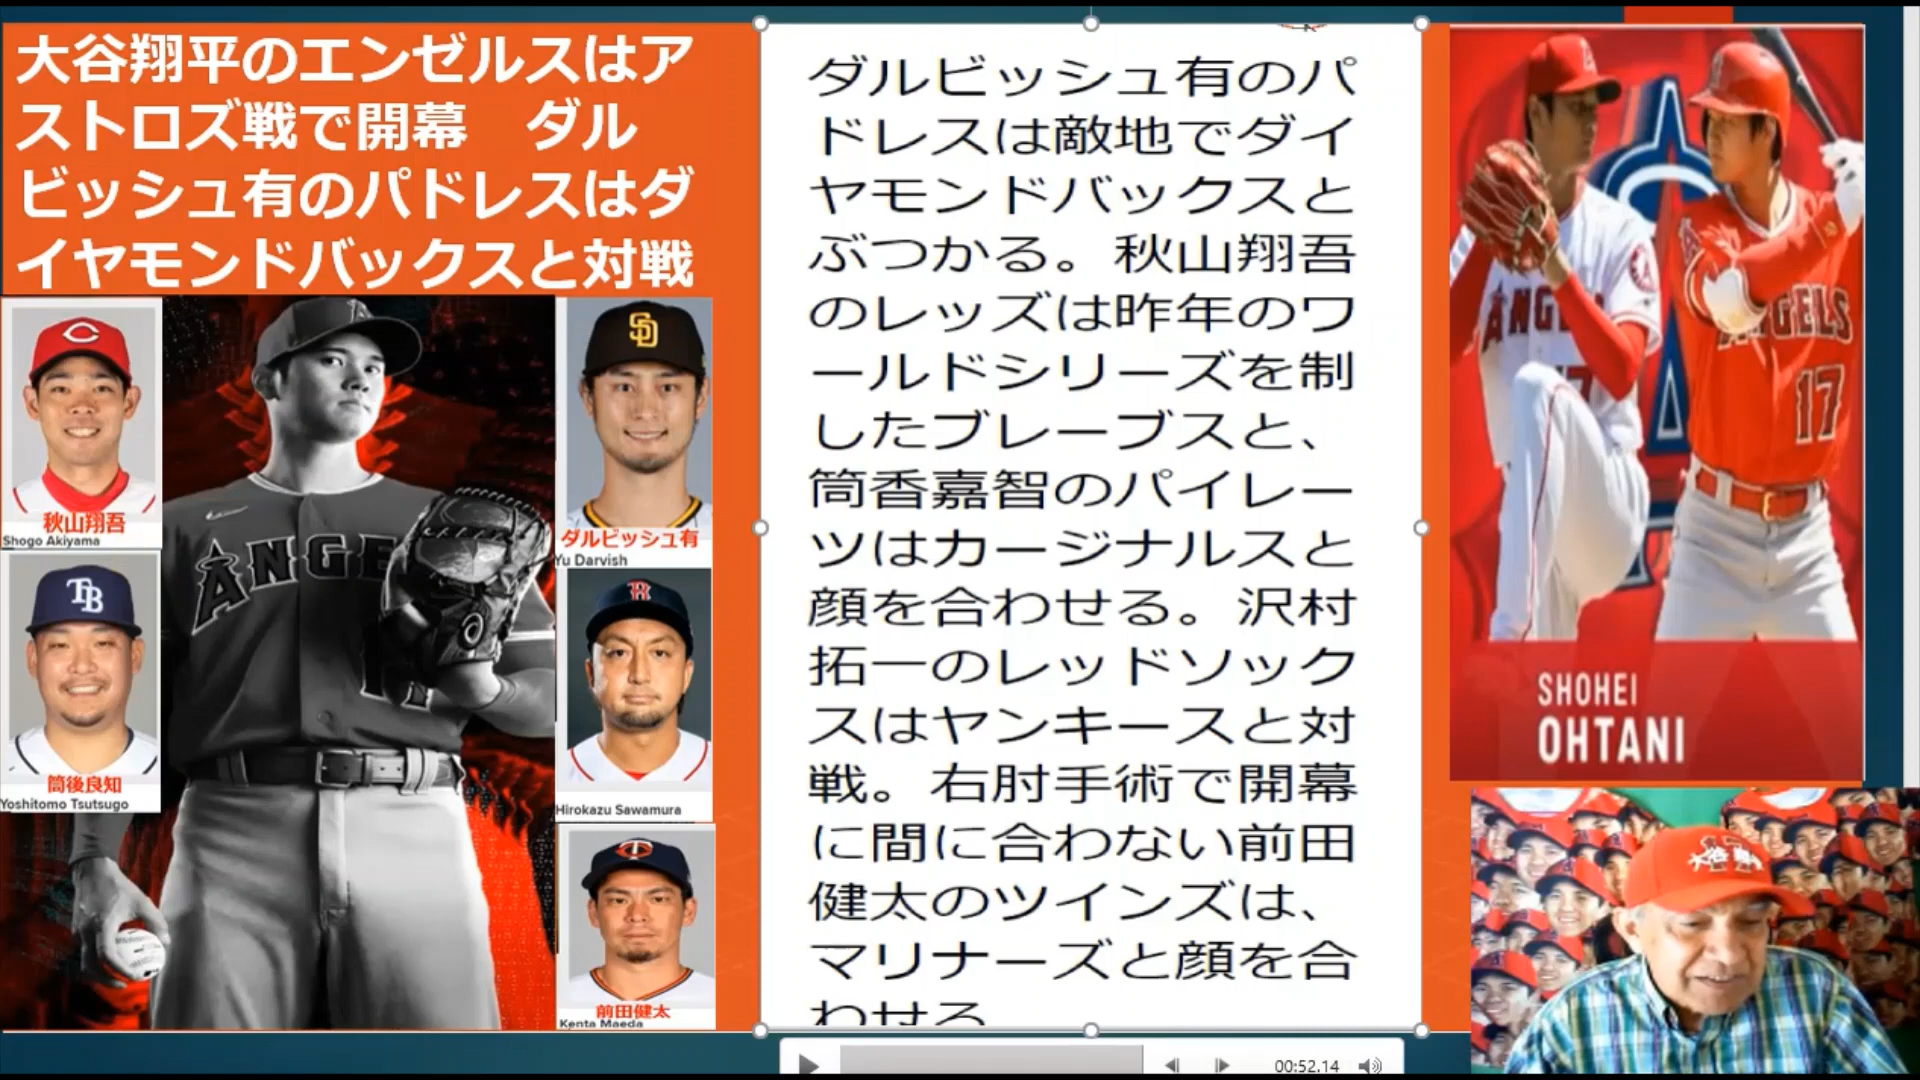 大谷翔平のエンゼルスはア
ストロズ戦で開幕　ダル
ビッシュ有のパドレスはダ
イヤモンドバックスと対戦
秋山翔吾
Shogo Akiyama
筒後良知
Yoshitomo Tsutsugo
ANGE
ダルビッシュ有
Yu Darvish
Hirokazu Sawamura
前田健太
Kenta Maeda
ダルビッシュ有のパ
ドレスは敵地でダイ
ヤモンドバックスと
ぶつかる。秋山翔吾
のレッズは昨年のワ
ールドシリーズを制
したブレーブスと、
筒香嘉智のパイレー
ツはカージナルスと
顔を合わせる。沢村
拓一のレッドソック
スはヤンキースと対
戦。右肘手術で開幕
に間に合わない前田
健太のツインズは、
マリナーズと顔を合
わせる
00:52.14
ANGELS
17
SHOHEI
OHTANI